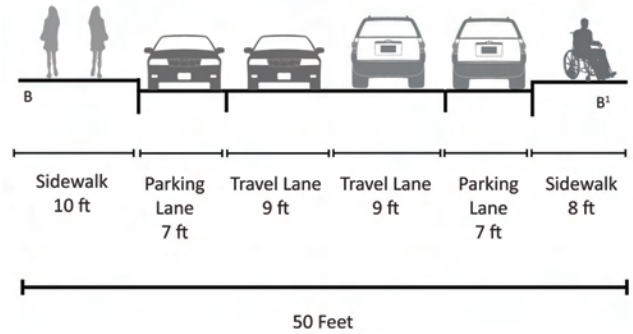 B
B¹
Sidewalk
10 ft
Parking
Lane
7 ft
Travel Lane
9 ft
Travel Lane
9 ft
Parking
Lane
7 ft
Sidewalk
8 ft
50 Feet